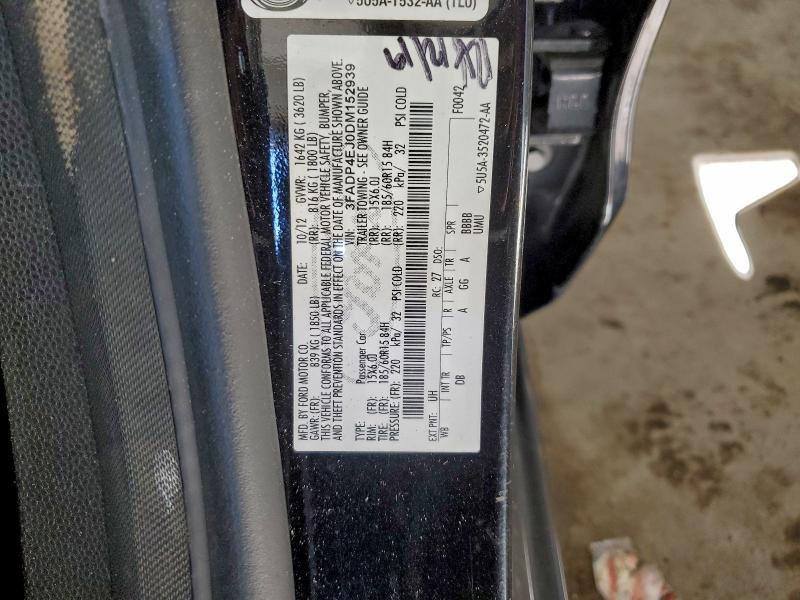 ▽5U5A-1532-AA (TLU)
MFD. BY FORD MOTOR CO.
DATE: 10/12 GVWR: 1642 KG ( 3620 LB)
GAWR: (FR): 839 KG ( 1850 LB) (RR): 816 KG ( 1800 LB)
THIS VEHICLE CONFORMS TO ALL APPLICABLE FEDERAL MOTOR VEHICLE SAFETY, BUMPER,
AND THEFT PREVENTION STANDARDS IN EFFECT ON THE DATE OF MANUFACTURE SHOWN ABOVE.
VIN: 3FADP4EJ0DM152939
TYPE: Passenger Car TRAILER TOWING - SEE OWNER GUIDE
RIM: (FR): 15X6.0J (RR): 15X6.0J
TIRE: (FR): 185/60R15 84H (RR): 185/60R15 84H
PRESSURE:(FR): 220 kPa/ 32 PSI COLD (RR): 220 kPa/ 32 PSI COLD
EXT PNT: UH RC: 27 DSO: F0042
WB INT TR TP/PS R AXLE TR SPR
DB A GG A BBBB
UMU
▽5U5A-3520472-AA